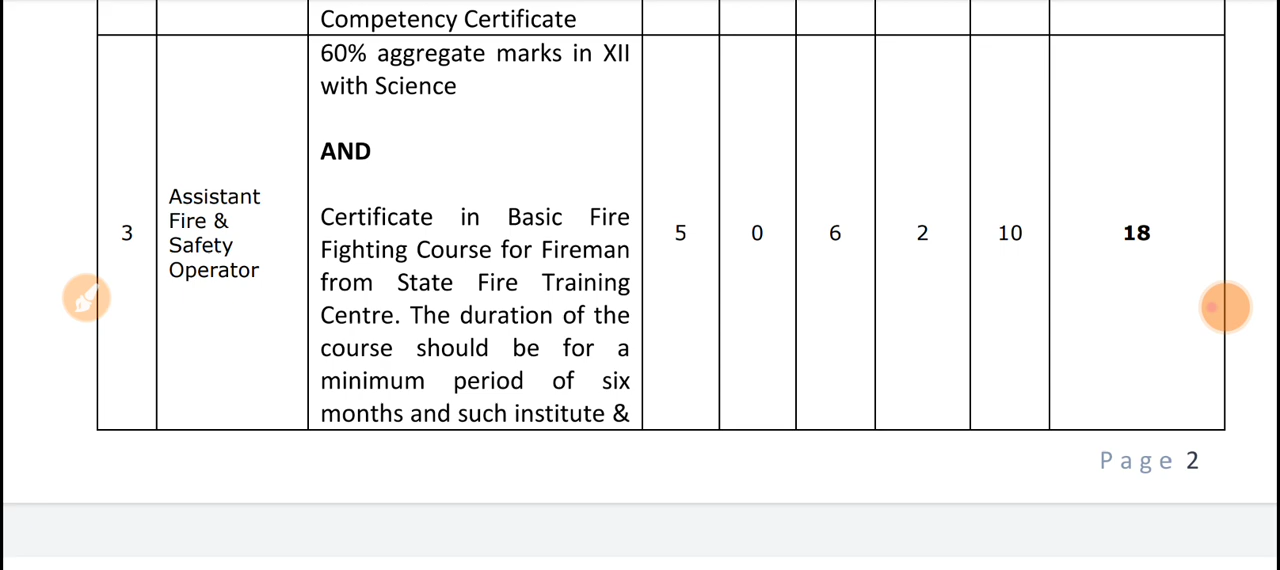 Competency Certificate
60% aggregate marks in XII
with Science
AND
Certificate in Basic Fire
Fighting Course for Fireman
from State Fire Training
Centre. The duration of the
course should be for a
minimum period of six
months and such institute &
3
Assistant
Fire &
Safety
Operator
5
0
6
2
10
18
Page 2